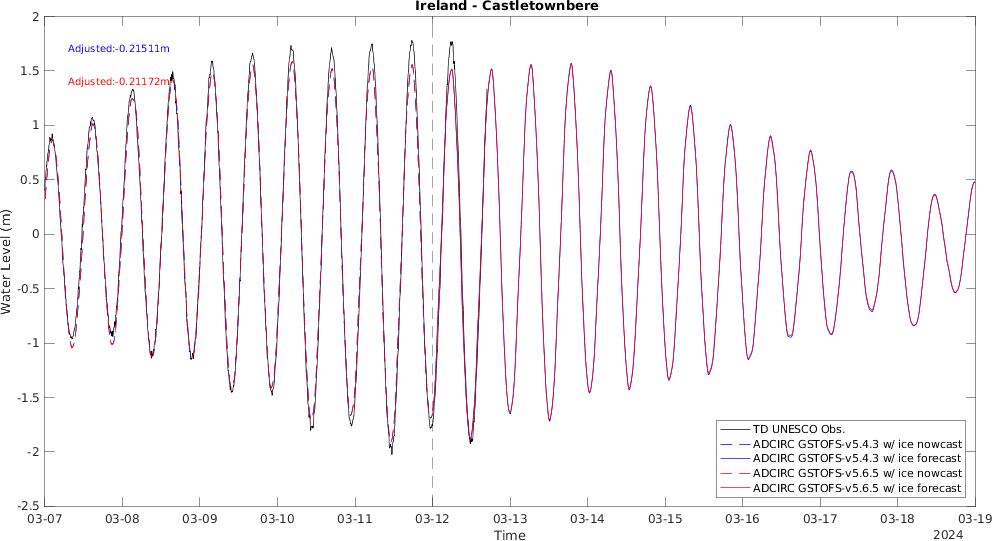 Ireland - Castletownbere
Adjusted:-0.21511m
Adjusted:-0.21172m
Water Level (m)
2
1.5
1
0.5
0
-0.5
-1
-1.5
-2
-2.5
TD UNESCO Obs.
ADCIRC GSTOFS-v5.4.3 w/ ice nowcast
ADCIRC GSTOFS-v5.4.3 w/ ice forecast
ADCIRC GSTOFS-v5.6.5 w/ ice nowcast
ADCIRC GSTOFS-v5.6.5 w/ ice forecast
03-07 03-08 03-09 03-10 03-11 03-12 03-13 03-14 03-15 03-16 03-17 03-18 03-19
Time
2024